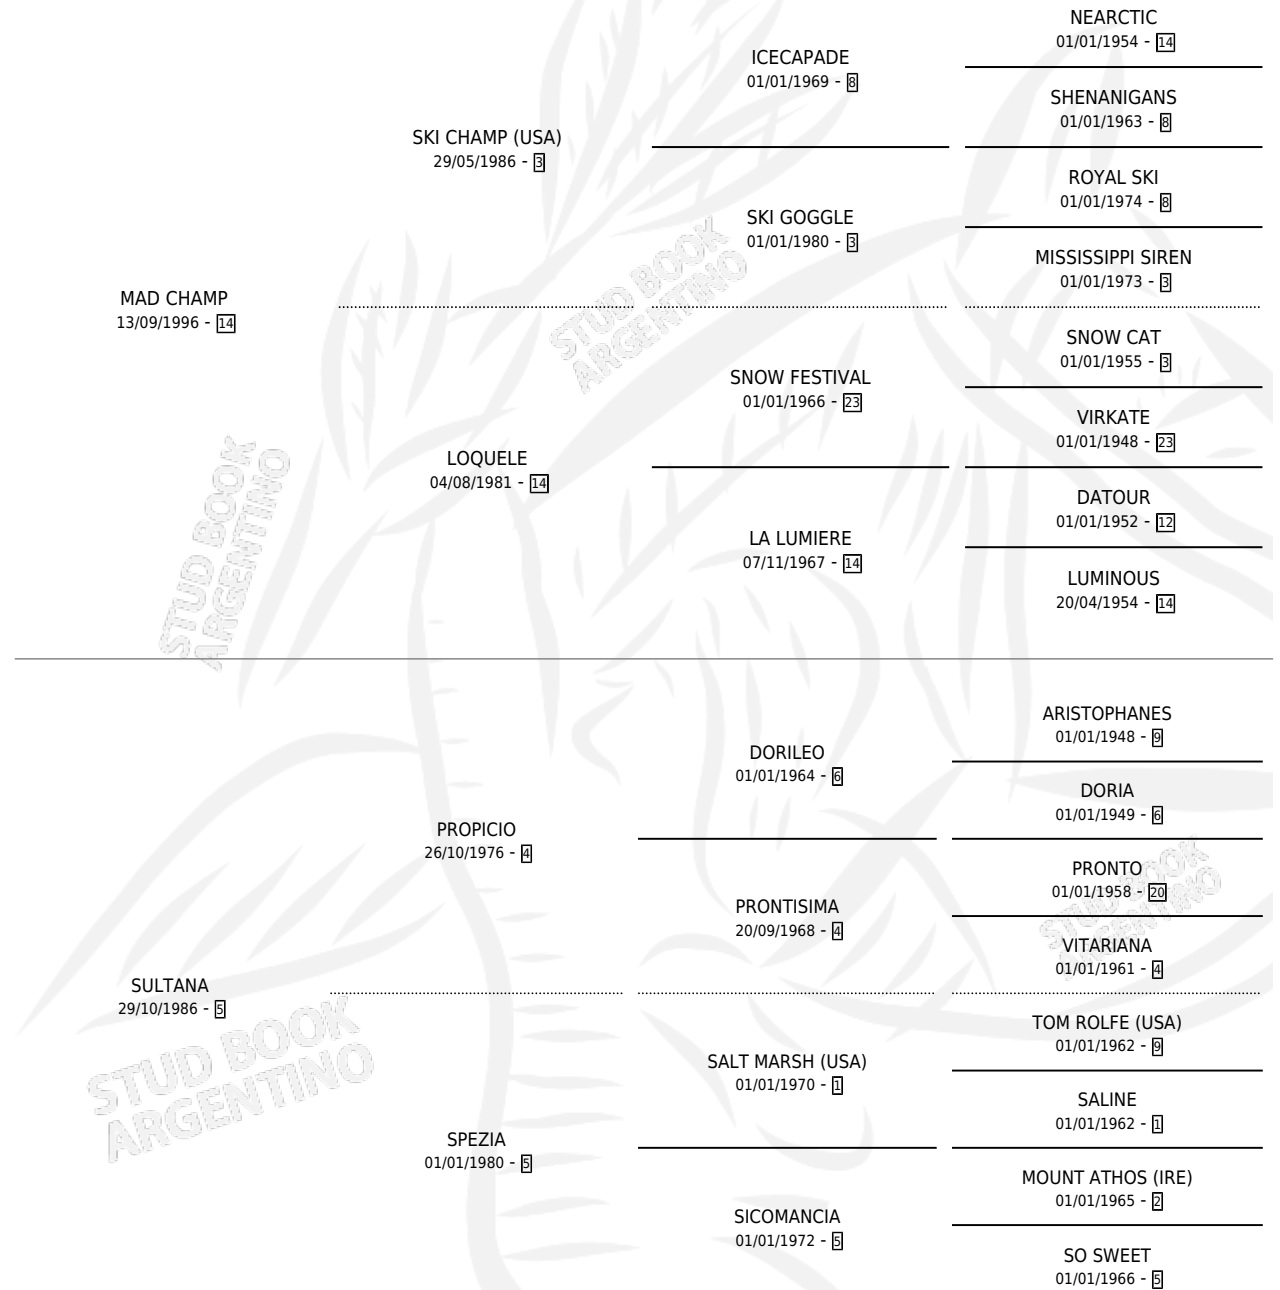 NEARCTIC
01/01/1954 - 14
ICECAPADE
01/01/1969 - 8
SHENANIGANS
01/01/1963 - 8
SKI CHAMP (USA)
29/05/1986 - 3
ROYAL SKI
01/01/1974 - 8
SKI GOGGLE
01/01/1980 - 3
MISSISSIPPI SIREN
01/01/1973 - 3
MAD CHAMP
13/09/1996 - 14
SNOW CAT
01/01/1955 - 3
SNOW FESTIVAL
01/01/1966 - 23
VIRKATE
01/01/1948 - 23
LOQUELE
04/08/1981 - 14
DATOUR
01/01/1952 - 12
LA LUMIERE
07/11/1967 - 14
LUMINOUS
20/04/1954 - 14
ARISTOPHANES
01/01/1948 - 9
DORILEO
01/01/1964 - 6
DORIA
01/01/1949 - 6
PROPICIO
26/10/1976 - 4
PRONTO
01/01/1958 - 20
PRONTISIMA
20/09/1968 - 4
VITARIANA
01/01/1961 - 4
SULTANA
29/10/1986 - 5
TOM ROLFE (USA)
01/01/1962 - 9
SALT MARSH (USA)
01/01/1970 - 1
SALINE
01/01/1962 - 1
SPEZIA
01/01/1980 - 5
MOUNT ATHOS (IRE)
01/01/1965 - 2
SICOMANCIA
01/01/1972 - 5
SO SWEET
01/01/1966 - 5
STUD BOOK
ARGENTINO
STUD BOOK
ARGENTINO
STUD BOOK
ARGENTINO
STUD BOOK
ARGENTINO